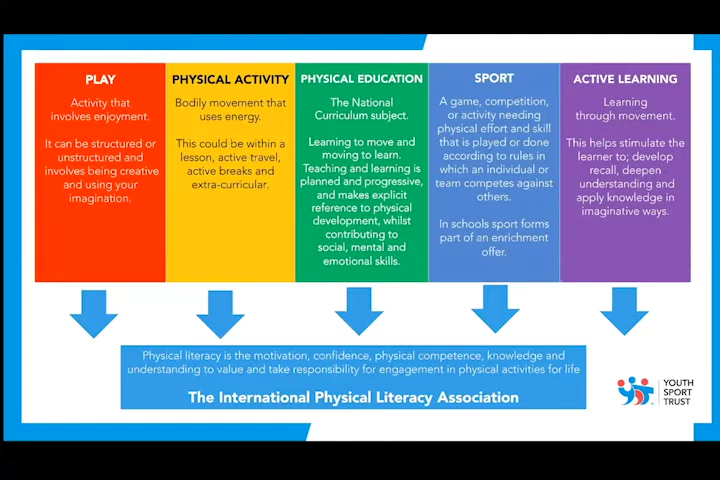 PLAY
Activity that
involves enjoyment.
It can be structured or
unstructured and
involves being creative
and using your
imagination.
PHYSICAL ACTIVITY
Bodily movement that
uses energy.
This could be within a
lesson, active travel,
active breaks and
extra-curricular.
PHYSICAL EDUCATION
The National
Curriculum subject.
Learning to move and
moving to learn.
Teaching and learning is
planned and progressive,
and makes explicit
reference to physical
development, whilst
contributing to
social, mental and
emotional skills.
SPORT
A game, competition,
or activity needing
physical effort and skill
that is played or done
according to rules in
which an individual or
team competes against
others.
In schools sport forms
part of an enrichment
offer.
ACTIVE LEARNING
Learning
through movement.
This helps stimulate the
learner to; develop
recall, deepen
understanding and
apply knowledge in
imaginative ways.
Physical literacy is the motivation, confidence, physical competence, knowledge and
understanding to value and take responsibility for engagement in physical activities for life
The International Physical Literacy Association
YOUTH
SPORT
TRUST